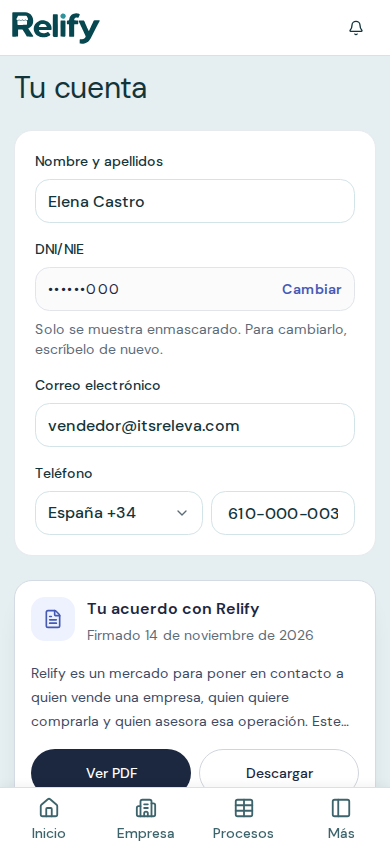 Relify
Tu cuenta
Nombre y apellidos
Elena Castro
DNI/NIE
••••••000
Cambiar
Solo se muestra enmascarado. Para cambiarlo,
escríbelo de nuevo.
Correo electrónico
vendedor@itsreleva.com
Teléfono
España +34
610-000-003
Tu acuerdo con Relify
Firmado 14 de noviembre de 2026
Relify es un mercado para poner en contacto a
quien vende una empresa, quien quiere
comprarla y quien asesora esa operación. Este…
Ver PDF
Descargar
Inicio
Empresa
Procesos
Más